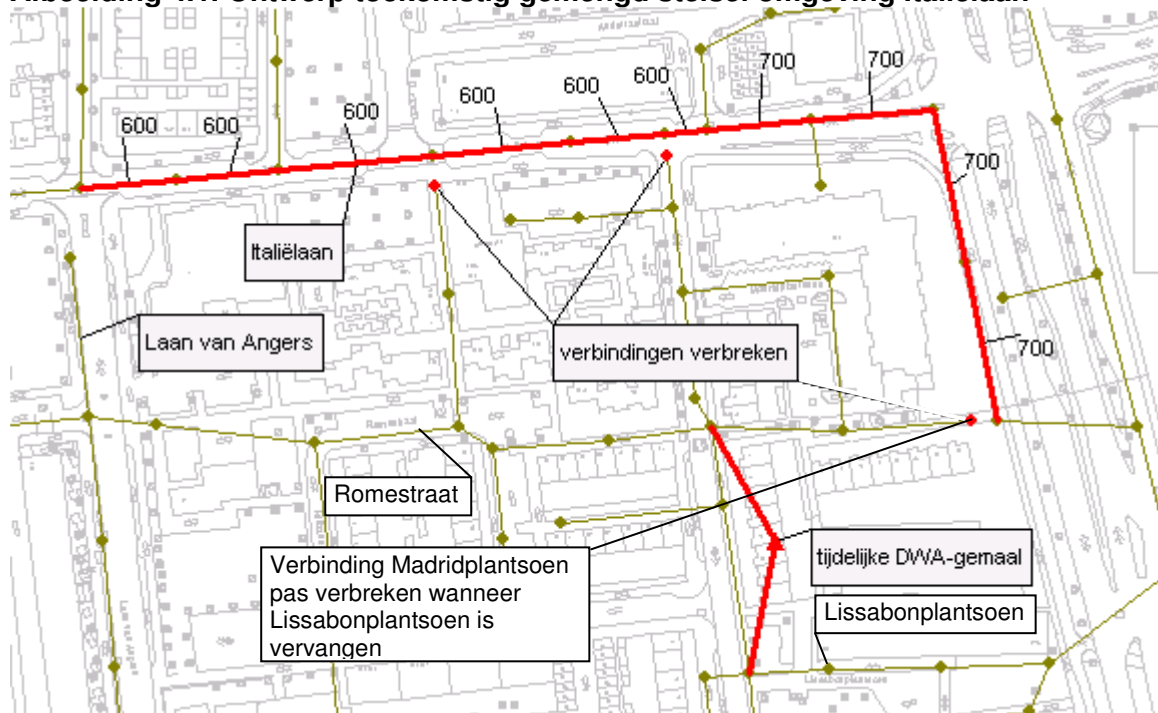 700
700
600
600
600
600
600
600
700
Italiëlaan
Laan van Angers
verbindingen verbreken
700
Romestraat
Verbinding Madridplantsoen
pas verbreken wanneer
Lissabonplantsoen is
vervangen
tijdelijke DWA-gemaal
Lissabonplantsoen